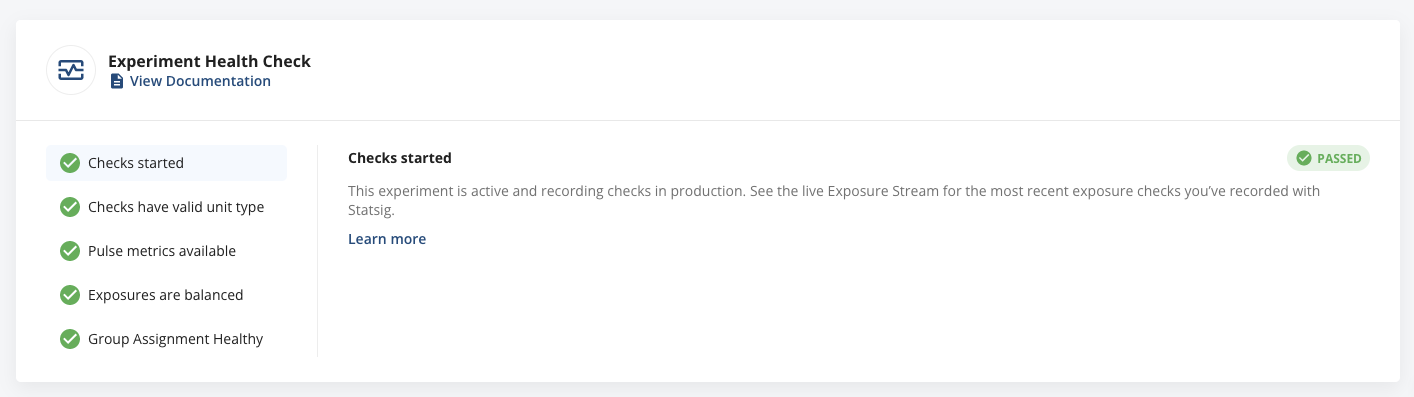 Experiment Health Check
View Documentation
Checks started
Checks have valid unit type
Pulse metrics available
Exposures are balanced
Group Assignment Healthy
Checks started
PASSED
This experiment is active and recording checks in production. See the live Exposure Stream for the most recent exposure checks you’ve recorded with
Statsig.
Learn more